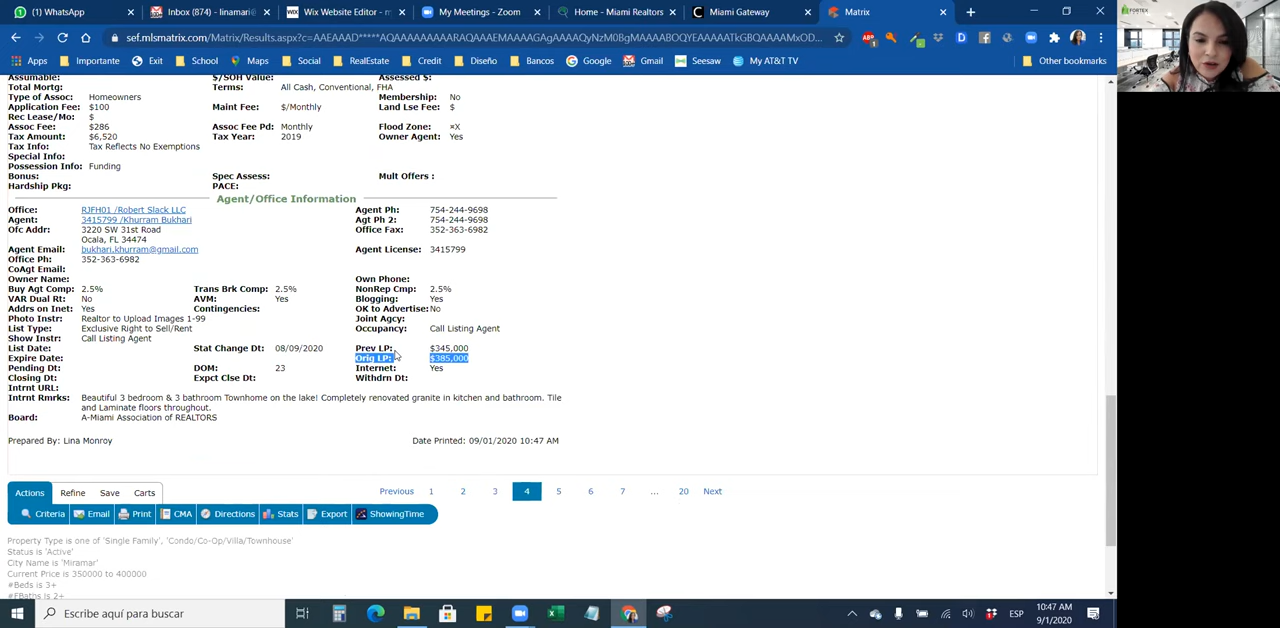 (1) WhatsApp
Inbox (874) - linamari@
WIX Wix Website Editor - m
My Meetings - Zoom
Home - Miami Realtors
Miami Gateway
Matrix
sef.mlsmatrix.com/Matrix/Results.aspx?c=AAEAAAD*****AQAAAAAAAAARAQAAAEMAAAAGAgAAAAQyNzM0BgMAAAABOQYEAAAAATkGBQAAAAMxOD...
Apps Importante Exit School Maps Social RealEstate Credit Diseño Bancos Google Gmail Seesaw My AT&T TV Other bookmarks
FORTEX
Assumable: $/SOH Value: Assessed $:
Total Mortg: Terms: All Cash, Conventional, FHA
Type of Assoc: Homeowners Membership: No
Application Fee: $100 Maint Fee: $/Monthly Land Lse Fee: $
Rec Lease/Mo: $
Assoc Fee: $286 Assoc Fee Pd: Monthly Flood Zone: ¤X
Tax Amount: $6,520 Tax Year: 2019 Owner Agent: Yes
Tax Info: Tax Reflects No Exemptions
Special Info:
Possession Info: Funding
Bonus: Spec Assess: Mult Offers :
Hardship Pkg: PACE:
Agent/Office Information
Office: RJFH01 /Robert Slack LLC Agent Ph: 754-244-9698
Agent: 3415799 /Khurram Bukhari Agt Ph 2: 754-244-9698
Ofc Addr: 3220 SW 31st Road Office Fax: 352-363-6982
Ocala, FL 34474
Agent Email: bukhari.khurram@gmail.com Agent License: 3415799
Office Ph: 352-363-6982
CoAgt Email:
Owner Name: Own Phone:
Buy Agt Comp: 2.5% Trans Brk Comp: 2.5% NonRep Cmp: 2.5%
VAR Dual Rt: No AVM: Yes Blogging: Yes
Addrs on Inet: Yes Contingencies: OK to Advertise: No
Photo Instr: Realtor to Upload Images 1-99 Joint Agcy:
List Type: Exclusive Right to Sell/Rent Occupancy: Call Listing Agent
Show Instr: Call Listing Agent
List Date: Stat Change Dt: 08/09/2020 Prev LP: $345,000
Expire Date: Orig LP: $385,000
Pending Dt: DOM: 23 Internet: Yes
Closing Dt: Expct Clse Dt: Withdrn Dt:
Intrnt URL:
Intrnt Rmrks: Beautiful 3 bedroom & 3 bathroom Townhome on the lake! Completely renovated granite in kitchen and bathroom. Tile
and Laminate floors throughout.
Board: A-Miami Association of REALTORS
Prepared By: Lina Monroy Date Printed: 09/01/2020 10:47 AM
Actions Refine Save Carts Previous 1 2 3 4 5 6 7 ... 20 Next
Criteria Email Print CMA Directions Stats Export ShowingTime
Property Type is one of 'Single Family', 'Condo/Co-Op/Villa/Townhouse'
Status is 'Active'
City Name is 'Miramar'
Current Price is 350000 to 400000
#Beds is 3+
#FBaths is 2+
Escribe aquí para buscar
ESP
10:47 AM
9/1/2020